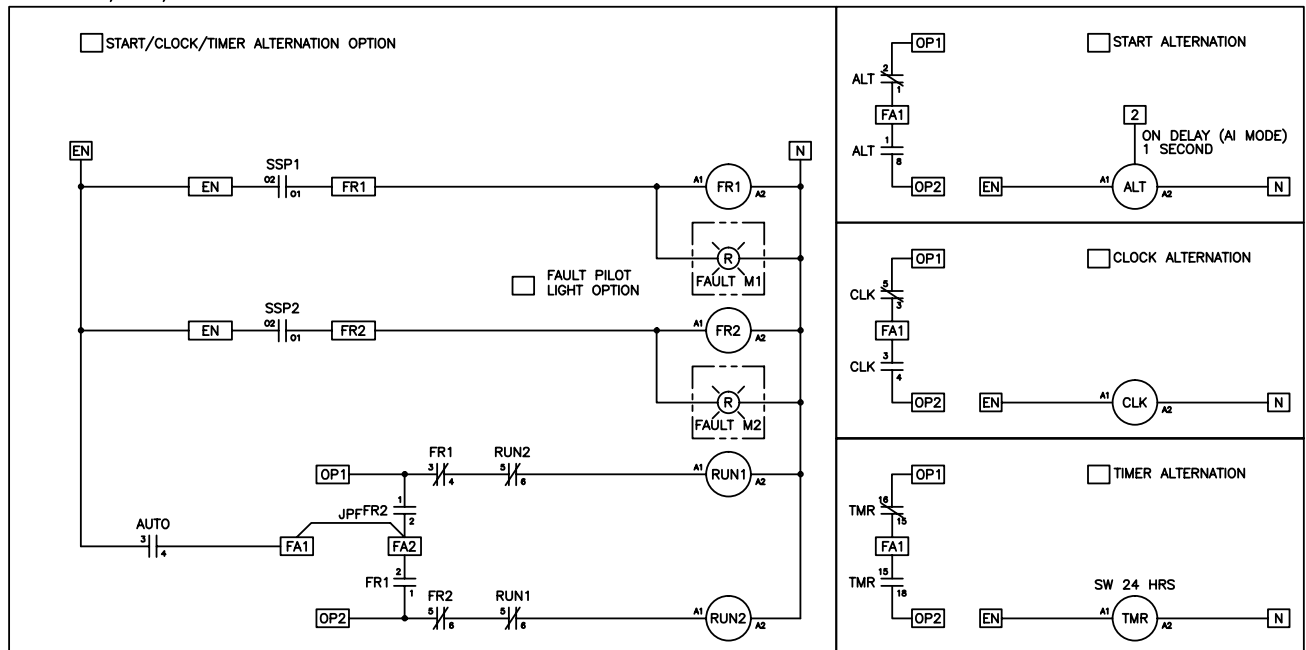 START/CLOCK/TIMER ALTERNATION OPTION
EN
N
SSP1
EN
O2
O1
FR1
A1
FR1
A2
R
FAULT M1
FAULT PILOT
LIGHT OPTION
SSP2
EN
O2
O1
FR2
A1
FR2
A2
R
FAULT M2
OP1
FR1
3
4
RUN2
5
6
A1
RUN1
A2
1
FR2
2
JPF
AUTO
3
4
FA1
FA2
FR1
2
1
OP2
FR2
5
6
RUN1
5
6
A1
RUN2
A2
OP1
START ALTERNATION
ALT
2
1
FA1
ALT
1
8
OP2
2
ON DELAY (AI MODE)
1 SECOND
EN
A1
ALT
A2
N
OP1
CLOCK ALTERNATION
CLK
5
3
FA1
CLK
3
4
OP2
EN
A1
CLK
A2
N
OP1
TIMER ALTERNATION
TMR
16
15
FA1
TMR
15
18
OP2
SW 24 HRS
EN
A1
TMR
A2
N